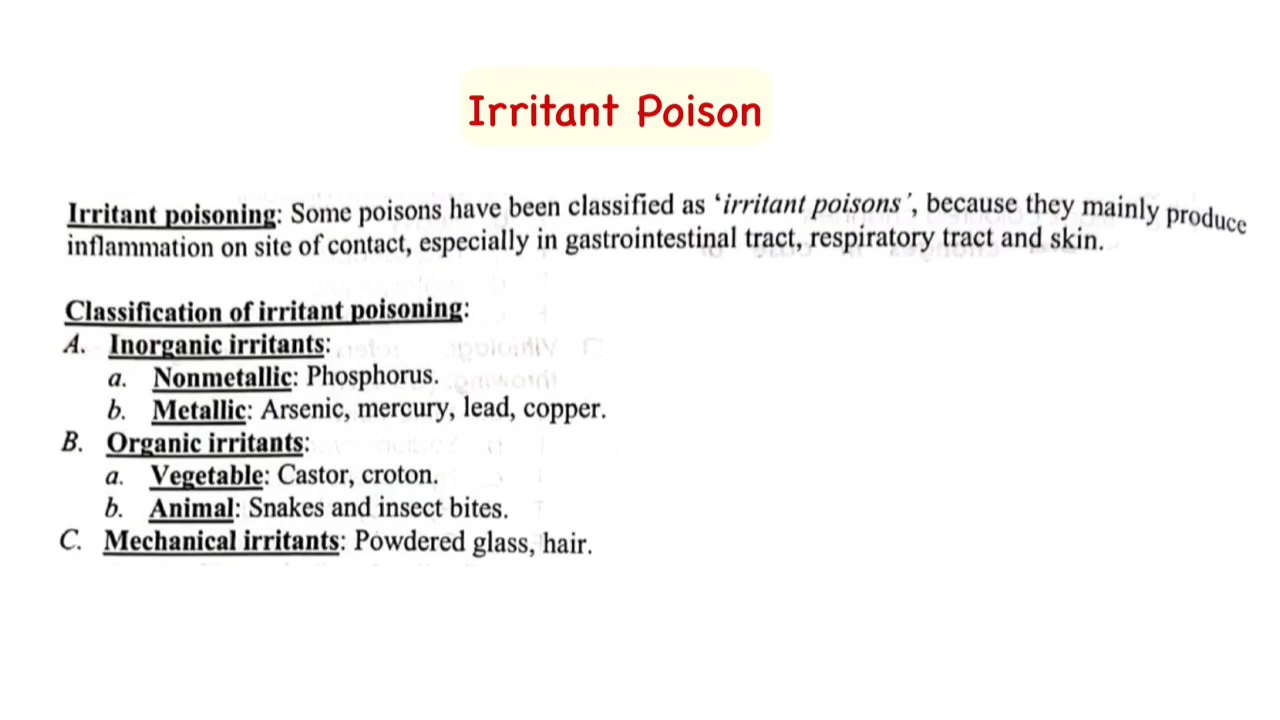 Irritant Poison
Irritant poisoning: Some poisons have been classified as ‘irritant poisons’, because they mainly produce
inflammation on site of contact, especially in gastrointestinal tract, respiratory tract and skin.
Classification of irritant poisoning:
A. Inorganic irritants:
a. Nonmetallic: Phosphorus.
b. Metallic: Arsenic, mercury, lead, copper.
B. Organic irritants:
a. Vegetable: Castor, croton.
b. Animal: Snakes and insect bites.
C. Mechanical irritants: Powdered glass, hair.